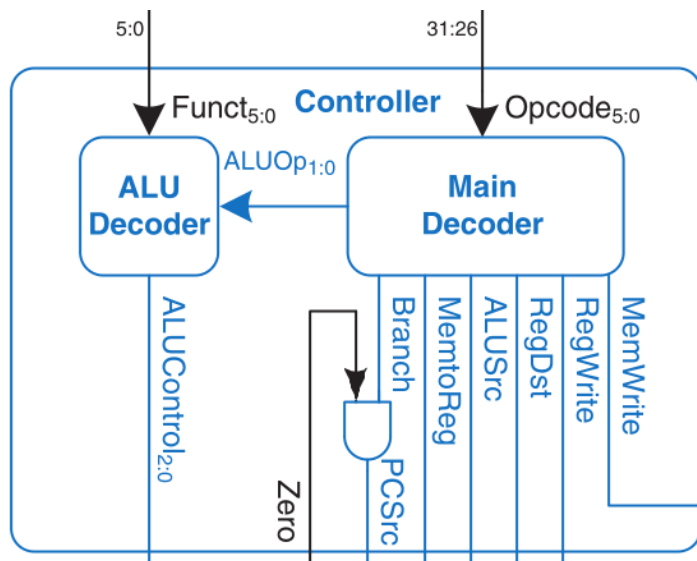 5:0
31:26
Controller
Funct5:0
Opcode5:0
ALUOp1:0
ALU
Decoder
Main
Decoder
ALUControl2:0
Zero
Branch
PCSrc
MemtoReg
ALUSrc
RegDst
RegWrite
MemWrite